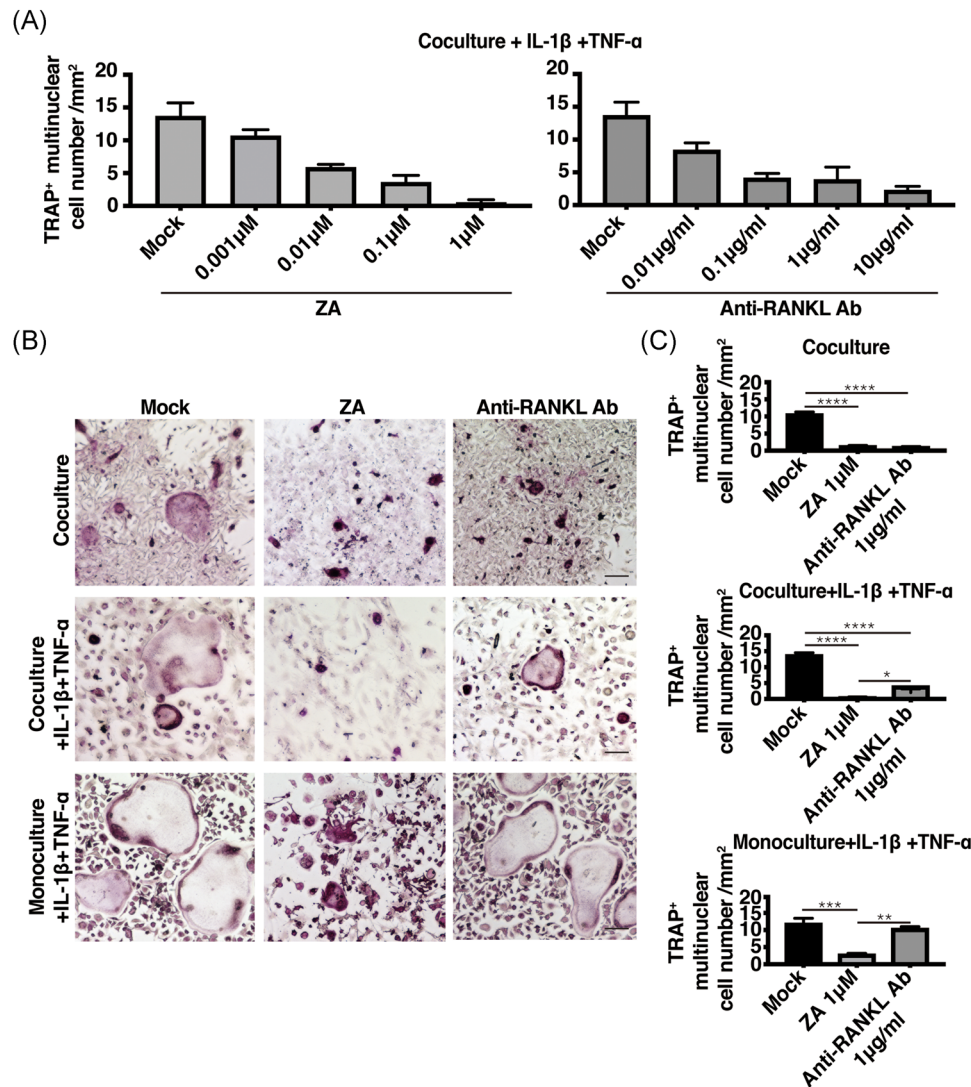 (A)
Coculture + IL-1β +TNF-α
TRAP⁺ multinuclear
cell number /mm²
20
15
10
5
0
Mock
0.001µM
0.01µM
0.1µM
1µM
ZA
20
15
10
5
0
Mock
0.01µg/ml
0.1µg/ml
1µg/ml
10µg/ml
Anti-RANKL Ab
(B)
Mock
ZA
Anti-RANKL Ab
Coculture
Coculture
+IL-1β+TNF-α
Monoculture
+IL-1β+TNF-α
(C)
Coculture
TRAP⁺
multinuclear
cell number /mm²
20
15
10
5
0
****
****
Mock
ZA 1µM
Anti-RANKL Ab
1µg/ml
Coculture+IL-1β +TNF-α
TRAP⁺
multinuclear
cell number /mm²
20
15
10
5
0
****
****
*
Mock
ZA 1µM
Anti-RANKL Ab
1µg/ml
Monoculture+IL-1β +TNF-α
TRAP⁺
multinuclear
cell number /mm²
20
15
10
5
0
***
**
Mock
ZA 1µM
Anti-RANKL Ab
1µg/ml